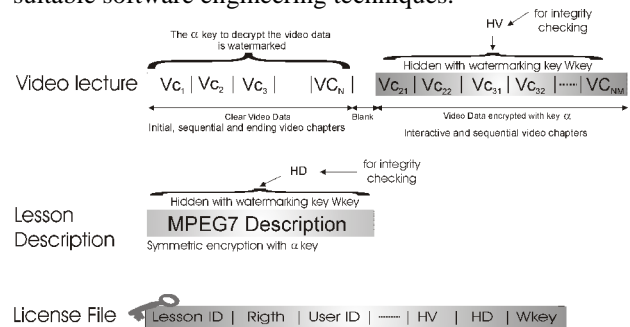 suitable software engineering techniques.
The α key to decrypt the video data
is watermarked
HV
for integrity
checking
Hidden with watermarking key Wkey
Video lecture
Vc1 | Vc2 | Vc3 | |VCN |
Vc21 | Vc22 | Vc31 | Vc32 |······| VCNM
Clear Video Data
Blank
Video Data encrypted with key α
Initial, sequential and ending video chapters
Interactive and sequential video chapters
HD
for integrity
checking
Hidden with watermarking key Wkey
Lesson
Description
MPEG7 Description
Symmetric encryption with α key
License File
Lesson ID | Rigth | User ID | ········ | HV | HD | Wkey